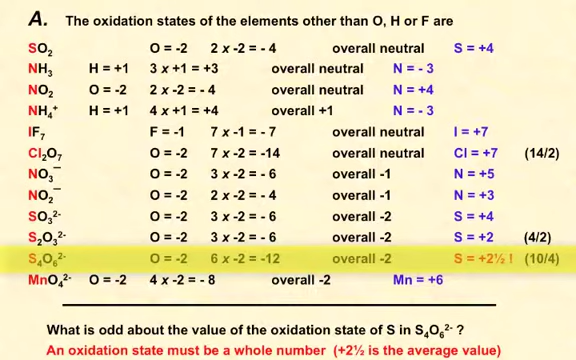 A. The oxidation states of the elements other than O, H or F are
SO₂ O = -2 2 x -2 = - 4 overall neutral S = +4
NH₃ H = +1 3 x +1 = +3 overall neutral N = - 3
NO₂ O = -2 2 x -2 = - 4 overall neutral N = +4
NH₄⁺ H = +1 4 x +1 = +4 overall +1 N = - 3
IF₇ F = -1 7 x -1 = - 7 overall neutral I = +7
Cl₂O₇ O = -2 7 x -2 = -14 overall neutral Cl = +7 (14/2)
NO₃⁻ O = -2 3 x -2 = - 6 overall -1 N = +5
NO₂⁻ O = -2 2 x -2 = - 4 overall -1 N = +3
SO₃²⁻ O = -2 3 x -2 = - 6 overall -2 S = +4
S₂O₃²⁻ O = -2 3 x -2 = - 6 overall -2 S = +2 (4/2)
S₄O₆²⁻ O = -2 6 x -2 = -12 overall -2 S = +2½ ! (10/4)
MnO₄²⁻ O = -2 4 x -2 = - 8 overall -2 Mn = +6
What is odd about the value of the oxidation state of S in S₄O₆²⁻ ?
An oxidation state must be a whole number (+2½ is the average value)